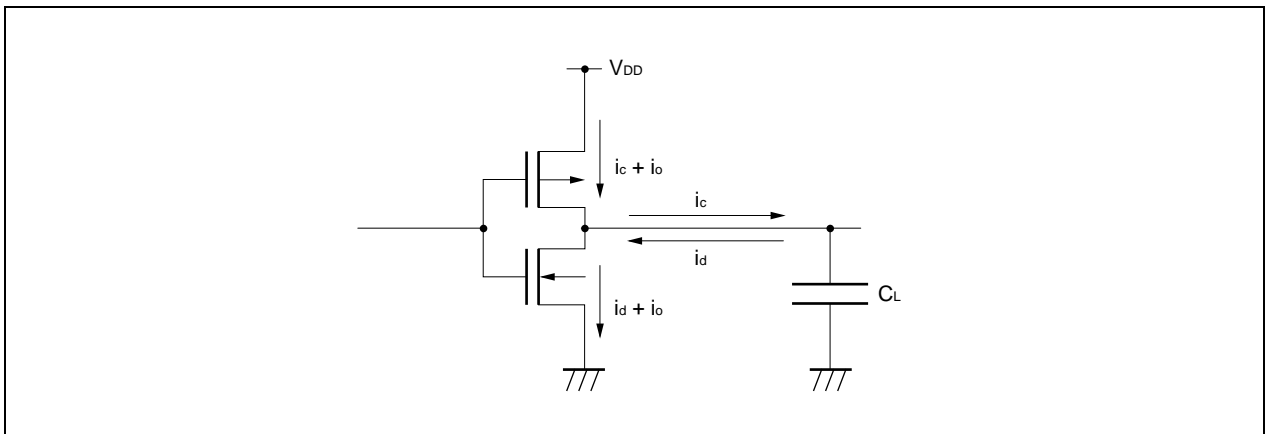 VDD
ic + io
ic
id
CL
id + io